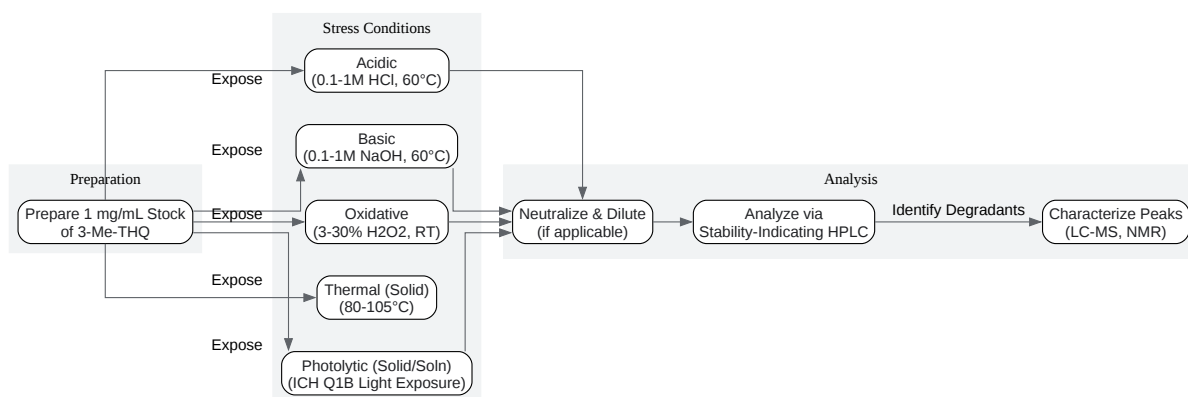 Stress Conditions
Acidic
(0.1-1M HCl, 60°C)
Expose
Basic
(0.1-1M NaOH, 60°C)
Expose
Preparation
Prepare 1 mg/mL Stock
of 3-Me-THQ
Expose
Oxidative
(3-30% H2O2, RT)
Expose
Thermal (Solid)
(80-105°C)
Expose
Photolytic (Solid/Soln)
(ICH Q1B Light Exposure)
Analysis
Neutralize & Dilute
(if applicable)
Analyze via
Stability-Indicating HPLC
Identify Degradants
Characterize Peaks
(LC-MS, NMR)